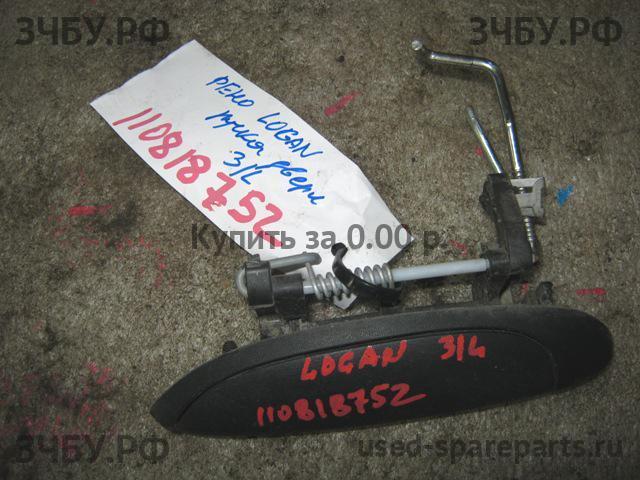 ЗЧБУ.РФ
ЗЧБУ.РФ
РЕНО LOGAN
ручка двери
З/L
110818752
Купить за 0.00 р.
LOGAN З/L
110818752
ЗЧБУ.РФ
used-spareparts.ru